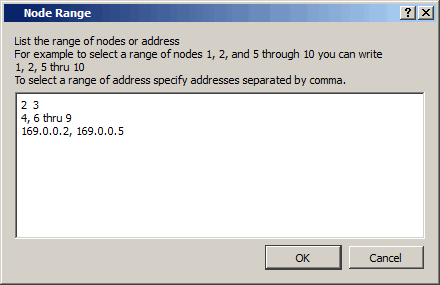 Node Range
List the range of nodes or address
For example to select a range of nodes 1, 2, and 5 through 10 you can write
1, 2, 5 thru 10
To select a range of address specify addresses separated by comma.
2  3
4, 6 thru 9
169.0.0.2, 169.0.0.5
OK
Cancel